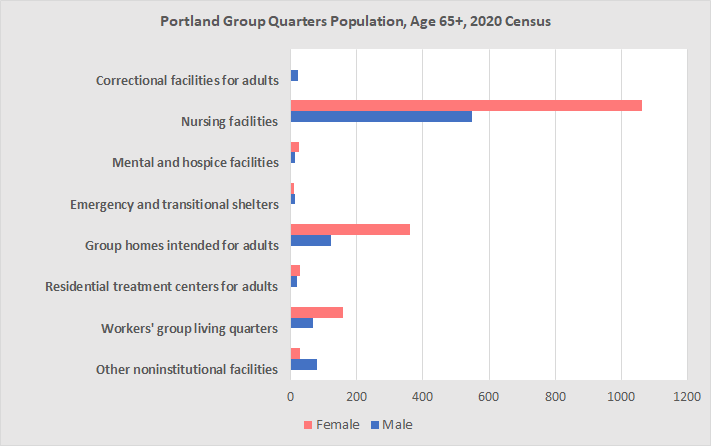 Portland Group Quarters Population, Age 65+, 2020 Census
Correctional facilities for adults
Nursing facilities
Mental and hospice facilities
Emergency and transitional shelters
Group homes intended for adults
Residential treatment centers for adults
Workers' group living quarters
Other noninstitutional facilities
0 200 400 600 800 1000 1200
Female Male